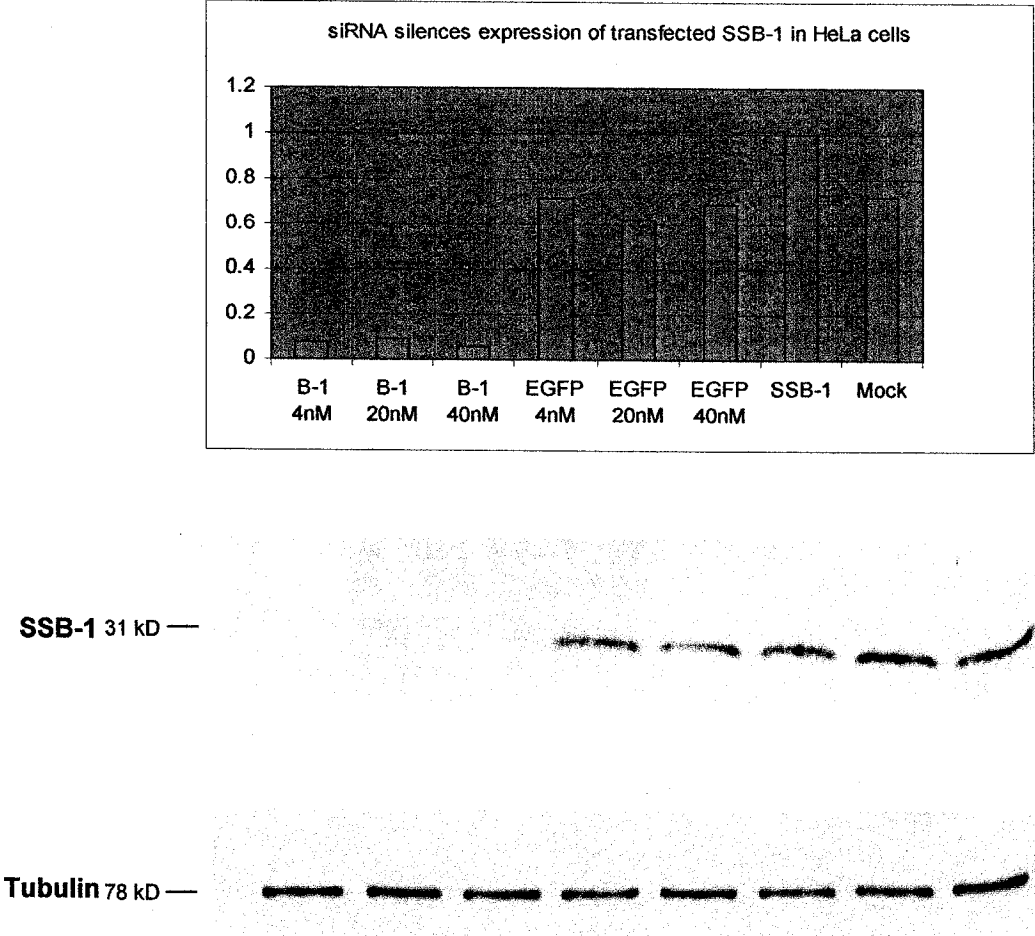 siRNA silences expression of transfected SSB-1 in HeLa cells
1.2
1
0.8
0.6
0.4
0.2
0
B-1 B-1 B-1 EGFP EGFP EGFP SSB-1 Mock
4nM 20nM 40nM 4nM 20nM 40nM
SSB-1 31 kD
Tubulin 78 kD